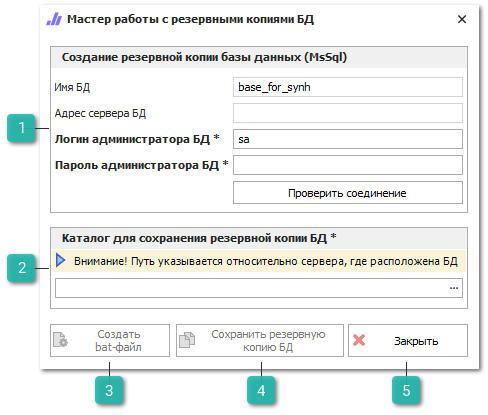 Мастер работы с резервными копиями БД
Создание резервной копии базы данных (MsSql)
Имя БД
base_for_synh
Адрес сервера БД
1
Логин администратора БД *
sa
Пароль администратора БД *
Проверить соединение
Каталог для сохранения резервной копии БД *
2
Внимание! Путь указывается относительно сервера, где расположена БД
...
Создать
bat-файл
Сохранить резервную
копию БД
Закрыть
3
4
5